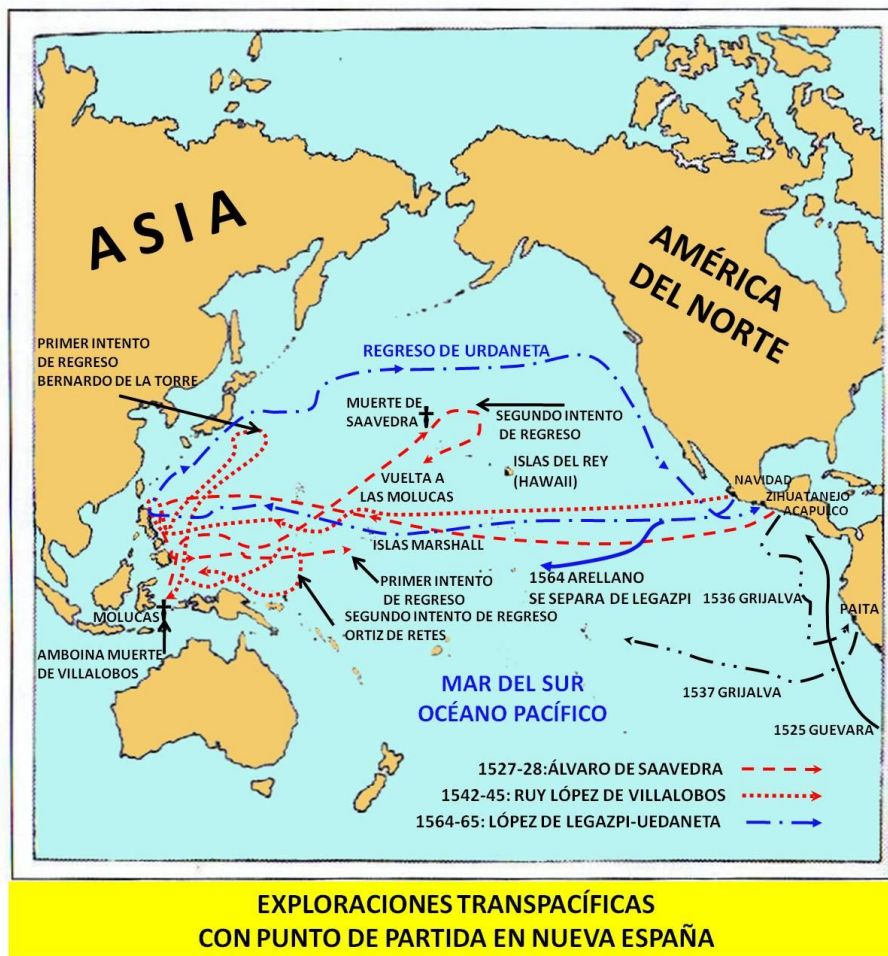 ASIA
AMÉRICA
DEL NORTE
PRIMER INTENTO
DE REGRESO
BERNARDO DE LA TORRE
REGRESO DE URDANETA
MUERTE DE
SAAVEDRA
SEGUNDO INTENTO
DE REGRESO
ISLAS DEL REY
(HAWAII)
VUELTA A
LAS MOLUCAS
NAVIDAD
ZIHUATANEJO
ACAPULCO
ISLAS MARSHALL
PRIMER INTENTO
DE REGRESO
1564 ARELLANO
SE SEPARA DE LEGAZPI
1536 GRIJALVA
PAITA
MOLUCAS
SEGUNDO INTENTO DE REGRESO
ORTIZ DE RETES
AMBOINA MUERTE
DE VILLALOBOS
1537 GRIJALVA
MAR DEL SUR
OCÉANO PACÍFICO
1525 GUEVARA
1527-28:ÁLVARO DE SAAVEDRA
1542-45: RUY LÓPEZ DE VILLALOBOS
1564-65: LÓPEZ DE LEGAZPI-UEDANETA
EXPLORACIONES TRANSPACÍFICAS
CON PUNTO DE PARTIDA EN NUEVA ESPAÑA